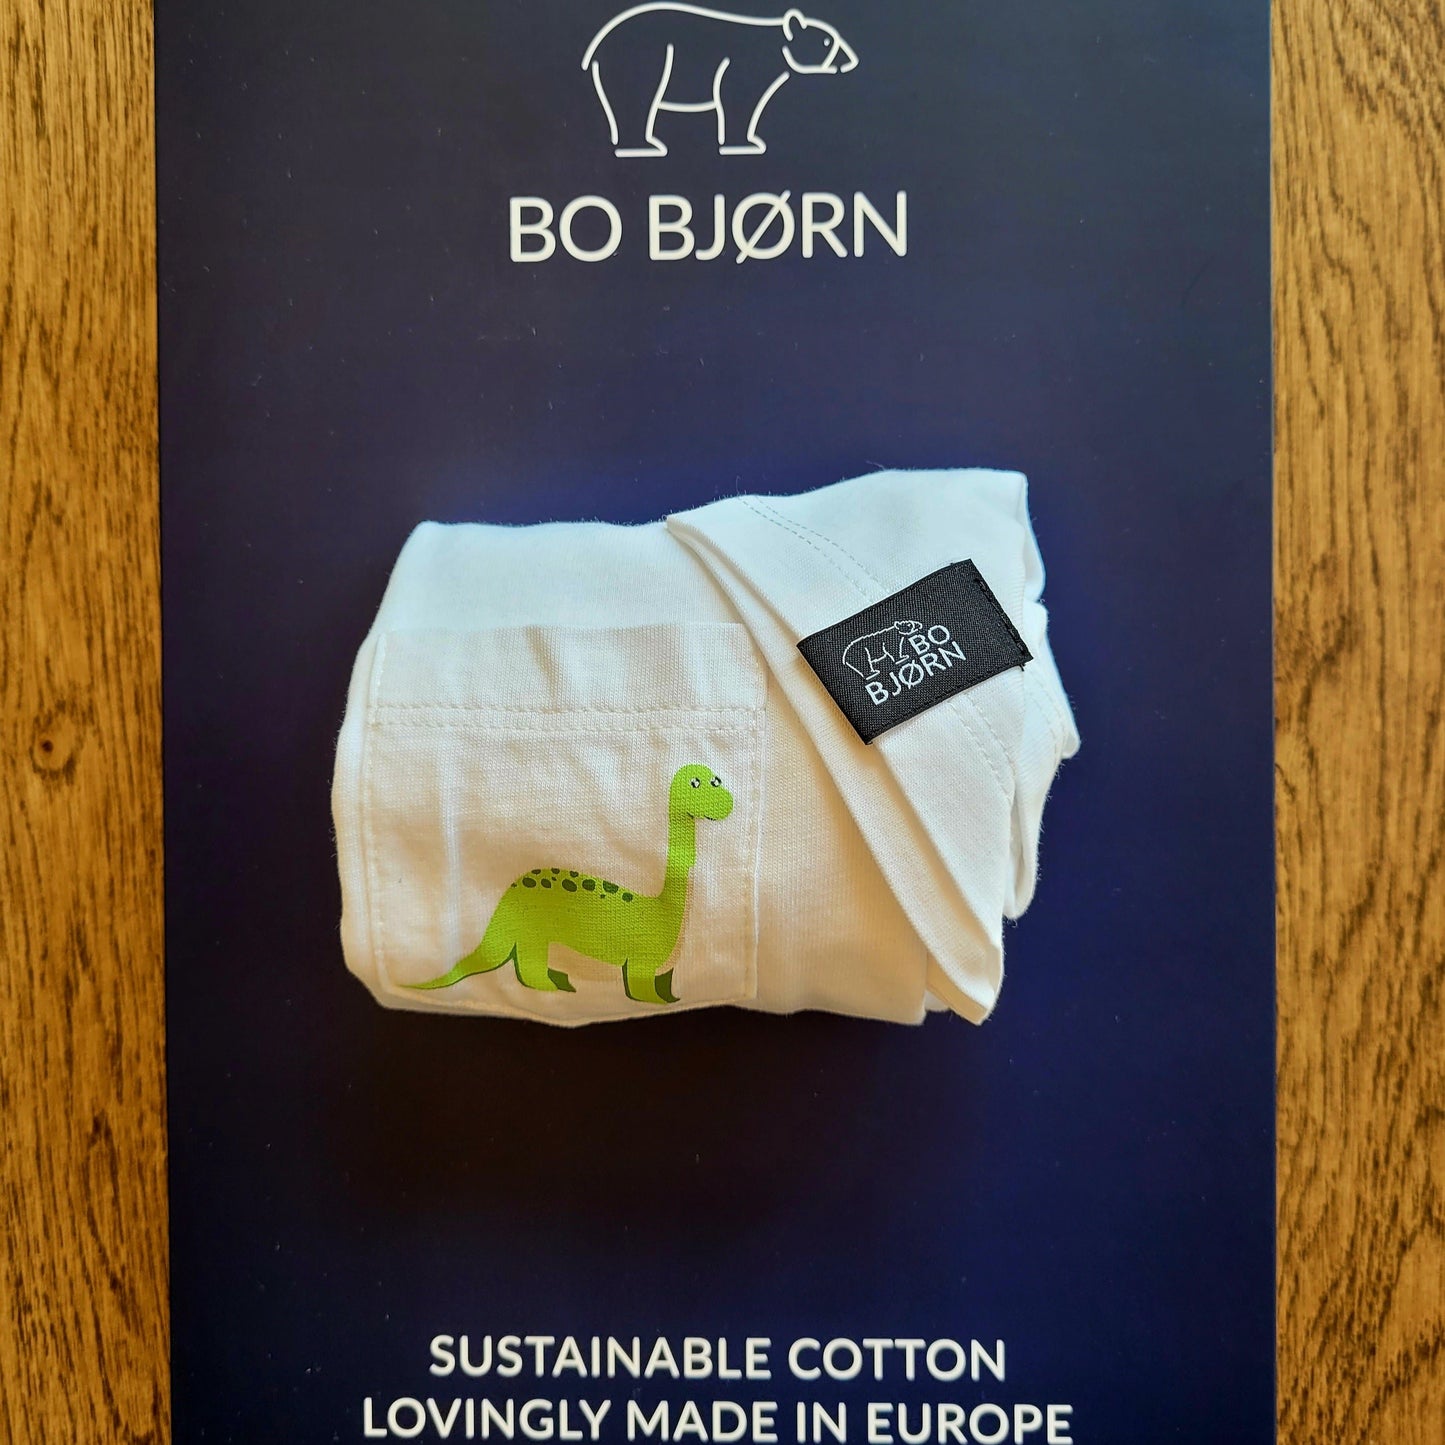 BO BJØRN
BO
BJØRN
SUSTAINABLE COTTON
LOVINGLY MADE IN EUROPE